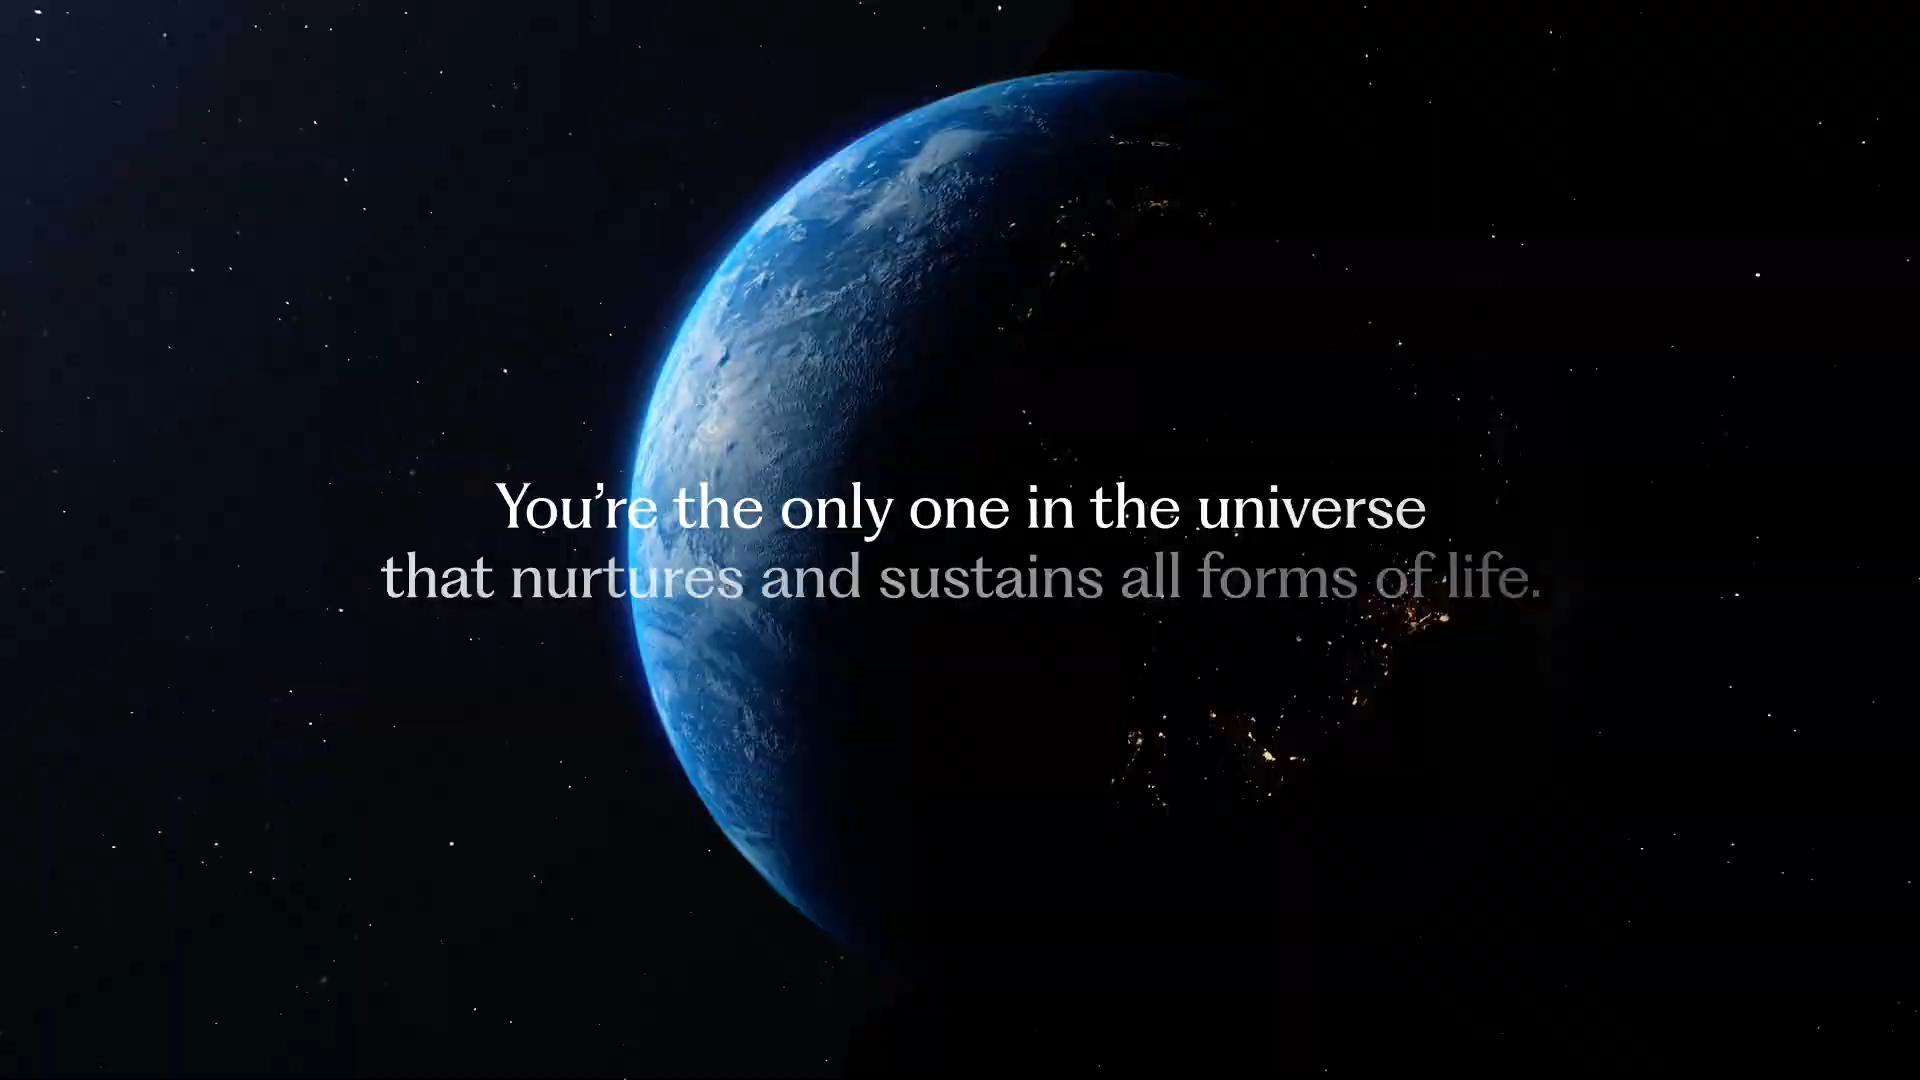 You’re the only one in the universe
that nurtures and sustains all forms of life.